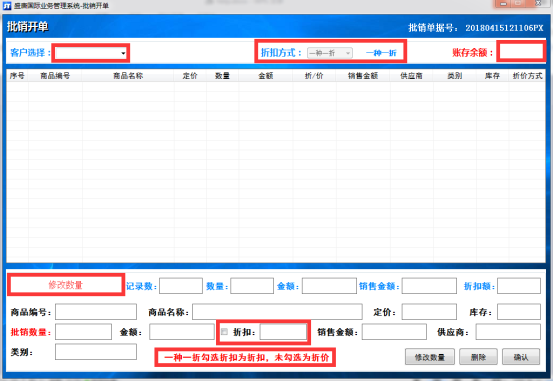 JT 盛唐国际业务管理系统-批销开单
批销开单 批销单据号: 20180415121106PX
客户选择: 折扣方式: 一种一折 一种一折 账存余额:
序号 商品编号 商品名称 定价 数量 金额 折/价 销售金额 供应商 类别 库存 折价方式
修改数量 记录数: 数量: 金额: 销售金额: 折扣额:
商品编号: 商品名称: 定价: 库存:
批销数量: 金额: 折扣: 销售金额: 供应商:
类别: 一种一折勾选折扣为折扣，未勾选为折价 修改数量 删除 确认